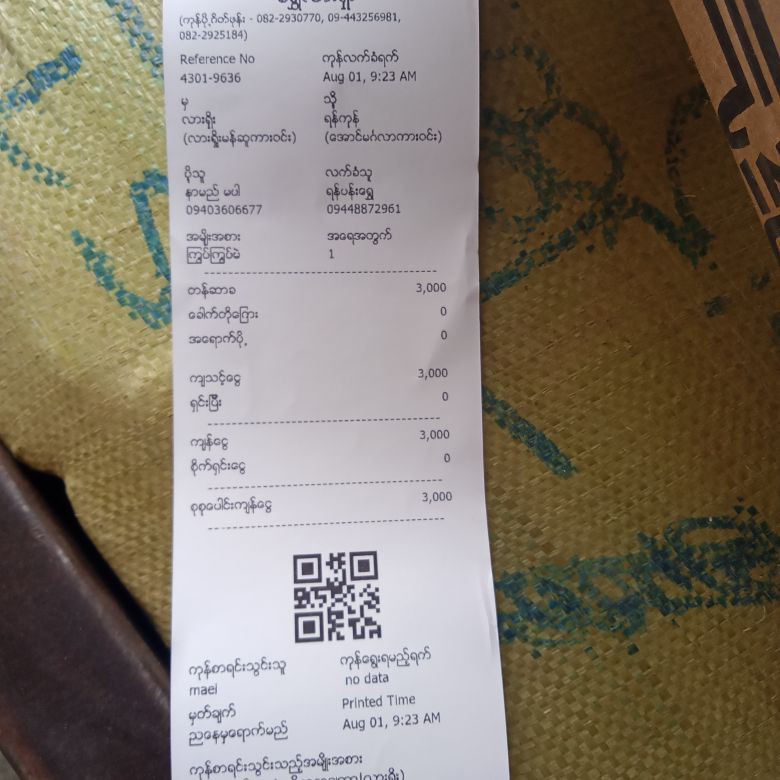 (ကုန်ပို့ဂိတ်ဖုန်း - 082-2930770, 09-443256981,
082-2925184)
Reference No
4301-9636
ကုန်လက်ခံရက်
Aug 01, 9:23 AM
မှ
လားရှိုး
(လားရှိုးမန်ဆူကားဝင်း)
သို့
ရန်ကုန်
(အောင်မင်္ဂလာကားဝင်း)
ပို့သူ
နာမည် မပါ
09403606677
လက်ခံသူ
ရန်ပန်းရွှေ
09448872961
အမျိုးအစား အရေအတွက်
ကြွပ်ကြွပ်မဲ 1
တန်ဆာခ 3,000
ခေါက်တိုကြေး 0
အရောက်ပို့ 0
ကျသင့်ငွေ 3,000
ရှင်းပြီး 0
ကျန်ငွေ 3,000
စိုက်ရှင်းငွေ 0
စုစုပေါင်းကျန်ငွေ 3,000
ကုန်စာရင်းသွင်းသူ
mael
ကုန်ရွေးရမည့်ရက်
no data
မှတ်ချက်
ညနေမှရောက်မည်
Printed Time
Aug 01, 9:23 AM
ကုန်စာရင်းသွင်းသည့်အမျိုးအစား